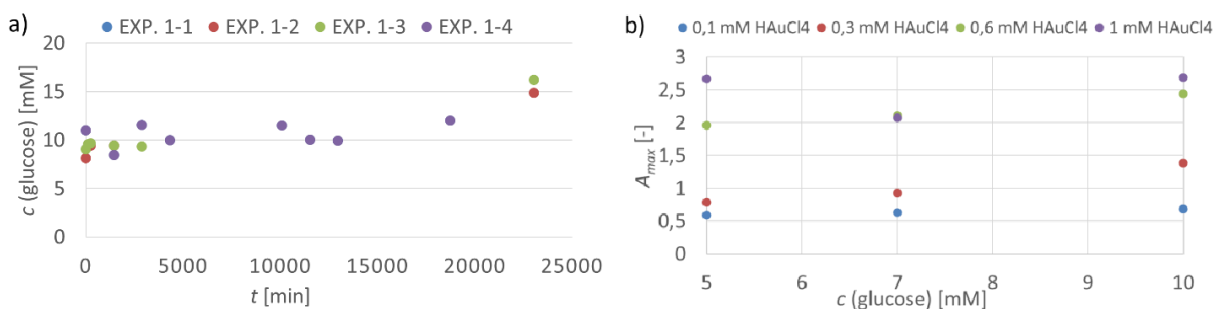 a)
EXP. 1-1 EXP. 1-2 EXP. 1-3 EXP. 1-4
20
15
10
5
0
c (glucose) [mM]
0 5000 10000 15000 20000 25000
t [min]
b)
0,1 mM HAuCl4 0,3 mM HAuCl4 0,6 mM HAuCl4 1 mM HAuCl4
3
2,5
2
1,5
1
0,5
0
Amax [-]
5 6 7 8 9 10
c (glucose) [mM]